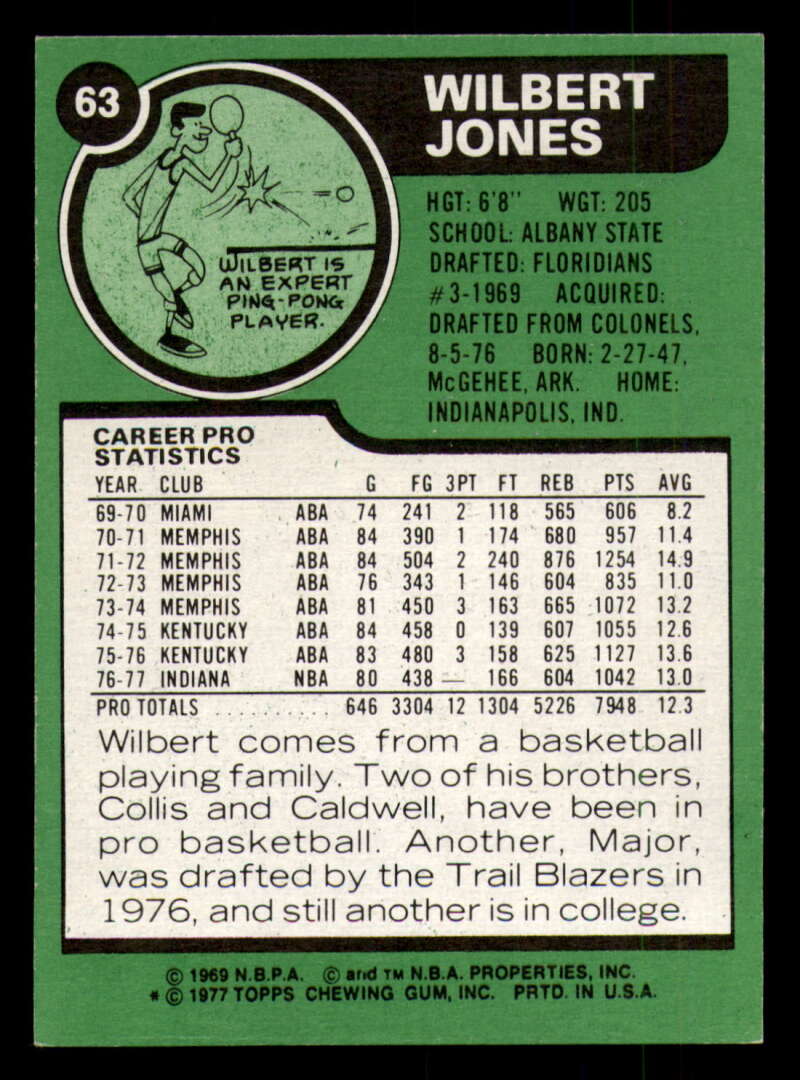 63
WILBERT
JONES
WILBERT IS
AN EXPERT
PING-PONG
PLAYER.
HGT: 6'8" WGT: 205
SCHOOL: ALBANY STATE
DRAFTED: FLORIDIANS
#3-1969 ACQUIRED:
DRAFTED FROM COLONELS,
8-5-76 BORN: 2-27-47,
McGEHEE, ARK. HOME:
INDIANAPOLIS, IND.
CAREER PRO
STATISTICS
YEAR CLUB G FG 3PT FT REB PTS AVG
69-70 MIAMI ABA 74 241 2 118 565 606 8.2
70-71 MEMPHIS ABA 84 390 1 174 680 957 11.4
71-72 MEMPHIS ABA 84 504 2 240 876 1254 14.9
72-73 MEMPHIS ABA 76 343 1 146 604 835 11.0
73-74 MEMPHIS ABA 81 450 3 163 665 1072 13.2
74-75 KENTUCKY ABA 84 458 0 139 607 1055 12.6
75-76 KENTUCKY ABA 83 480 3 158 625 1127 13.6
76-77 INDIANA NBA 80 438 — 166 604 1042 13.0
PRO TOTALS .......... 646 3304 12 1304 5226 7948 12.3
Wilbert comes from a basketball
playing family. Two of his brothers,
Collis and Caldwell, have been in
pro basketball. Another, Major,
was drafted by the Trail Blazers in
1976, and still another is in college.
© 1969 N.B.P.A. © and TM N.B.A. PROPERTIES, INC.
* © 1977 TOPPS CHEWING GUM, INC. PRTD. IN U.S.A.